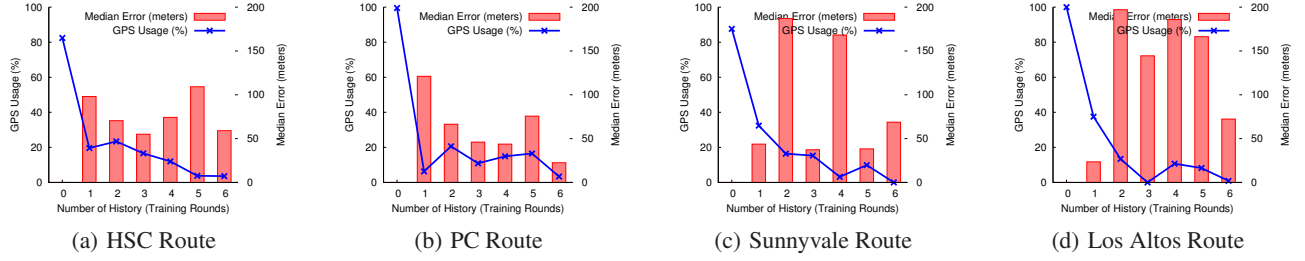 Median Error (meters)
GPS Usage (%)
100
80
60
40
20
0
200
150
100
50
0
GPS Usage (%)
Median Error (meters)
0 1 2 3 4 5 6
Number of History (Training Rounds)
(a) HSC Route
Median Error (meters)
GPS Usage (%)
100
80
60
40
20
0
200
150
100
50
0
GPS Usage (%)
Median Error (meters)
0 1 2 3 4 5 6
Number of History (Training Rounds)
(b) PC Route
Median Error (meters)
GPS Usage (%)
100
80
60
40
20
0
200
150
100
50
0
GPS Usage (%)
Median Error (meters)
0 1 2 3 4 5 6
Number of History (Training Rounds)
(c) Sunnyvale Route
Median Error (meters)
GPS Usage (%)
100
80
60
40
20
0
200
150
100
50
0
GPS Usage (%)
Median Error (meters)
0 1 2 3 4 5 6
Number of History (Training Rounds)
(d) Los Altos Route